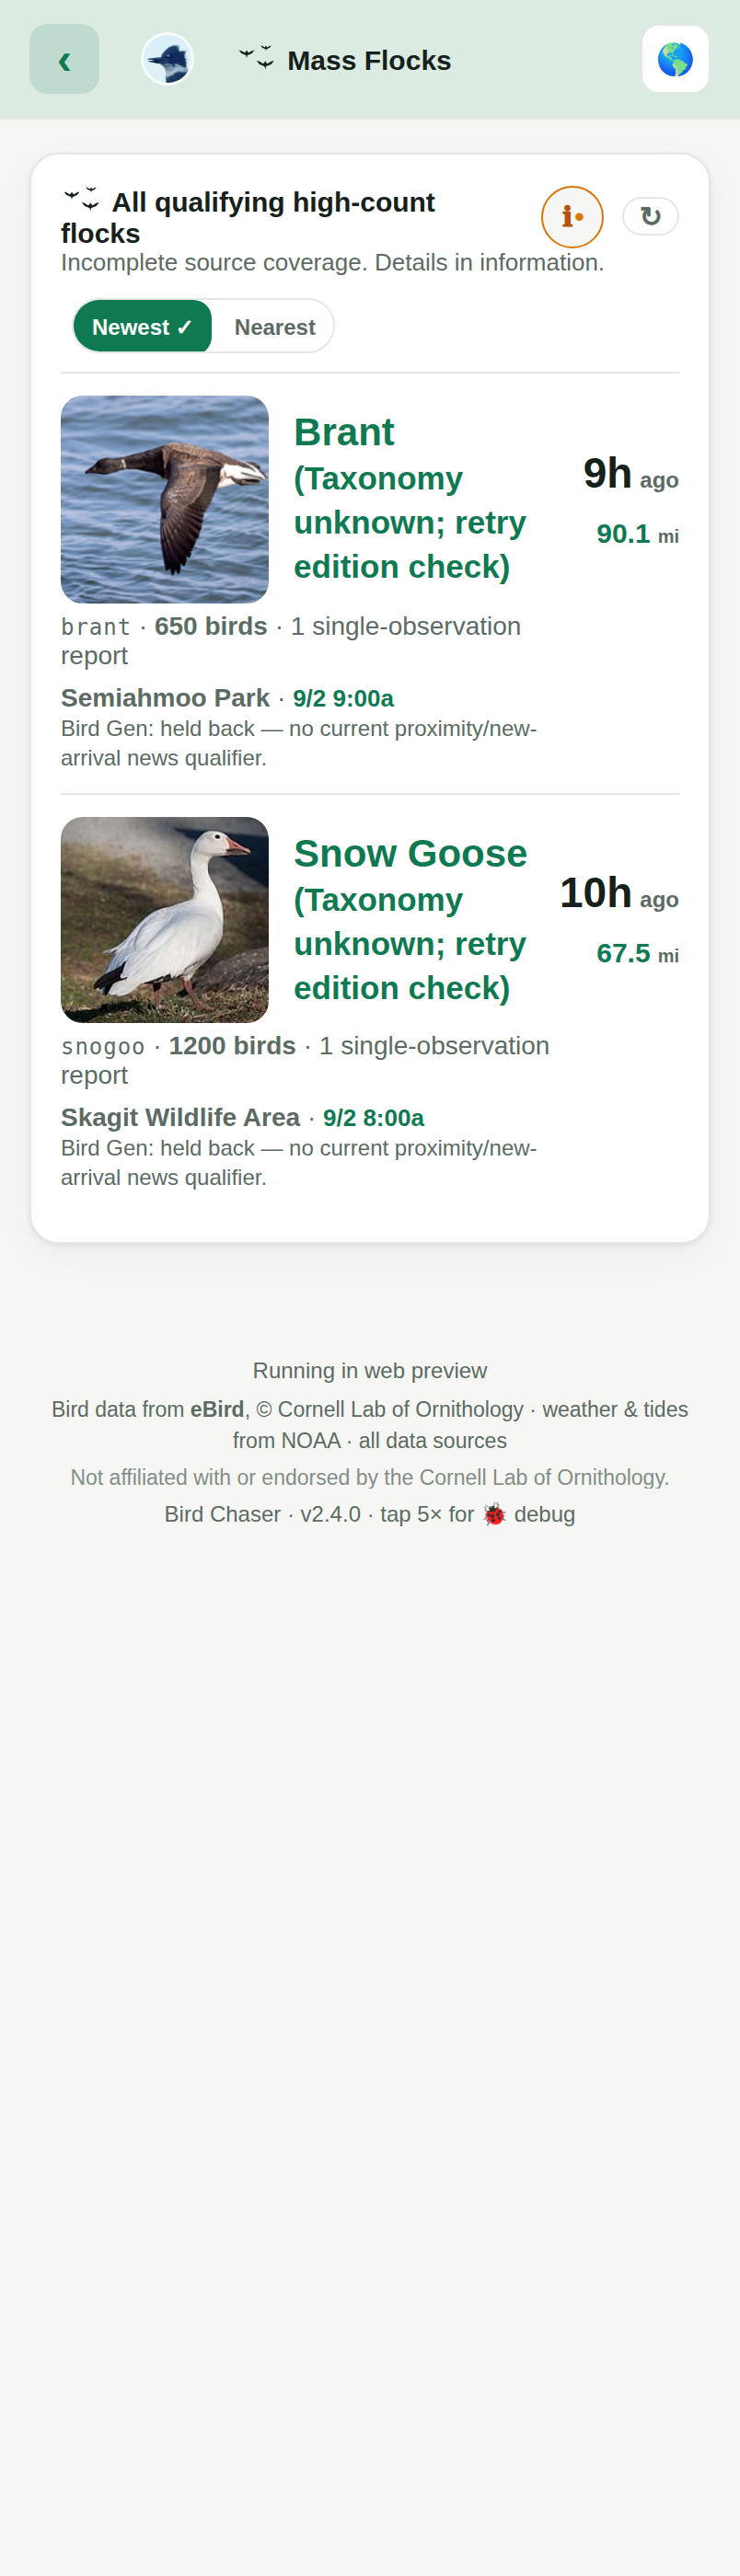 ‹ Mass Flocks
All qualifying high-count
flocks
i• ↻
Incomplete source coverage. Details in information.
Newest ✓ Nearest
Brant
(Taxonomy
unknown; retry
edition check)
9h ago
90.1 mi
brant · 650 birds · 1 single-observation
report
Semiahmoo Park · 9/2 9:00a
Bird Gen: held back — no current proximity/new-
arrival news qualifier.
Snow Goose
(Taxonomy
unknown; retry
edition check)
10h ago
67.5 mi
snogoo · 1200 birds · 1 single-observation
report
Skagit Wildlife Area · 9/2 8:00a
Bird Gen: held back — no current proximity/new-
arrival news qualifier.
Running in web preview
Bird data from eBird, © Cornell Lab of Ornithology · weather & tides
from NOAA · all data sources
Not affiliated with or endorsed by the Cornell Lab of Ornithology.
Bird Chaser · v2.4.0 · tap 5× for 🐞 debug